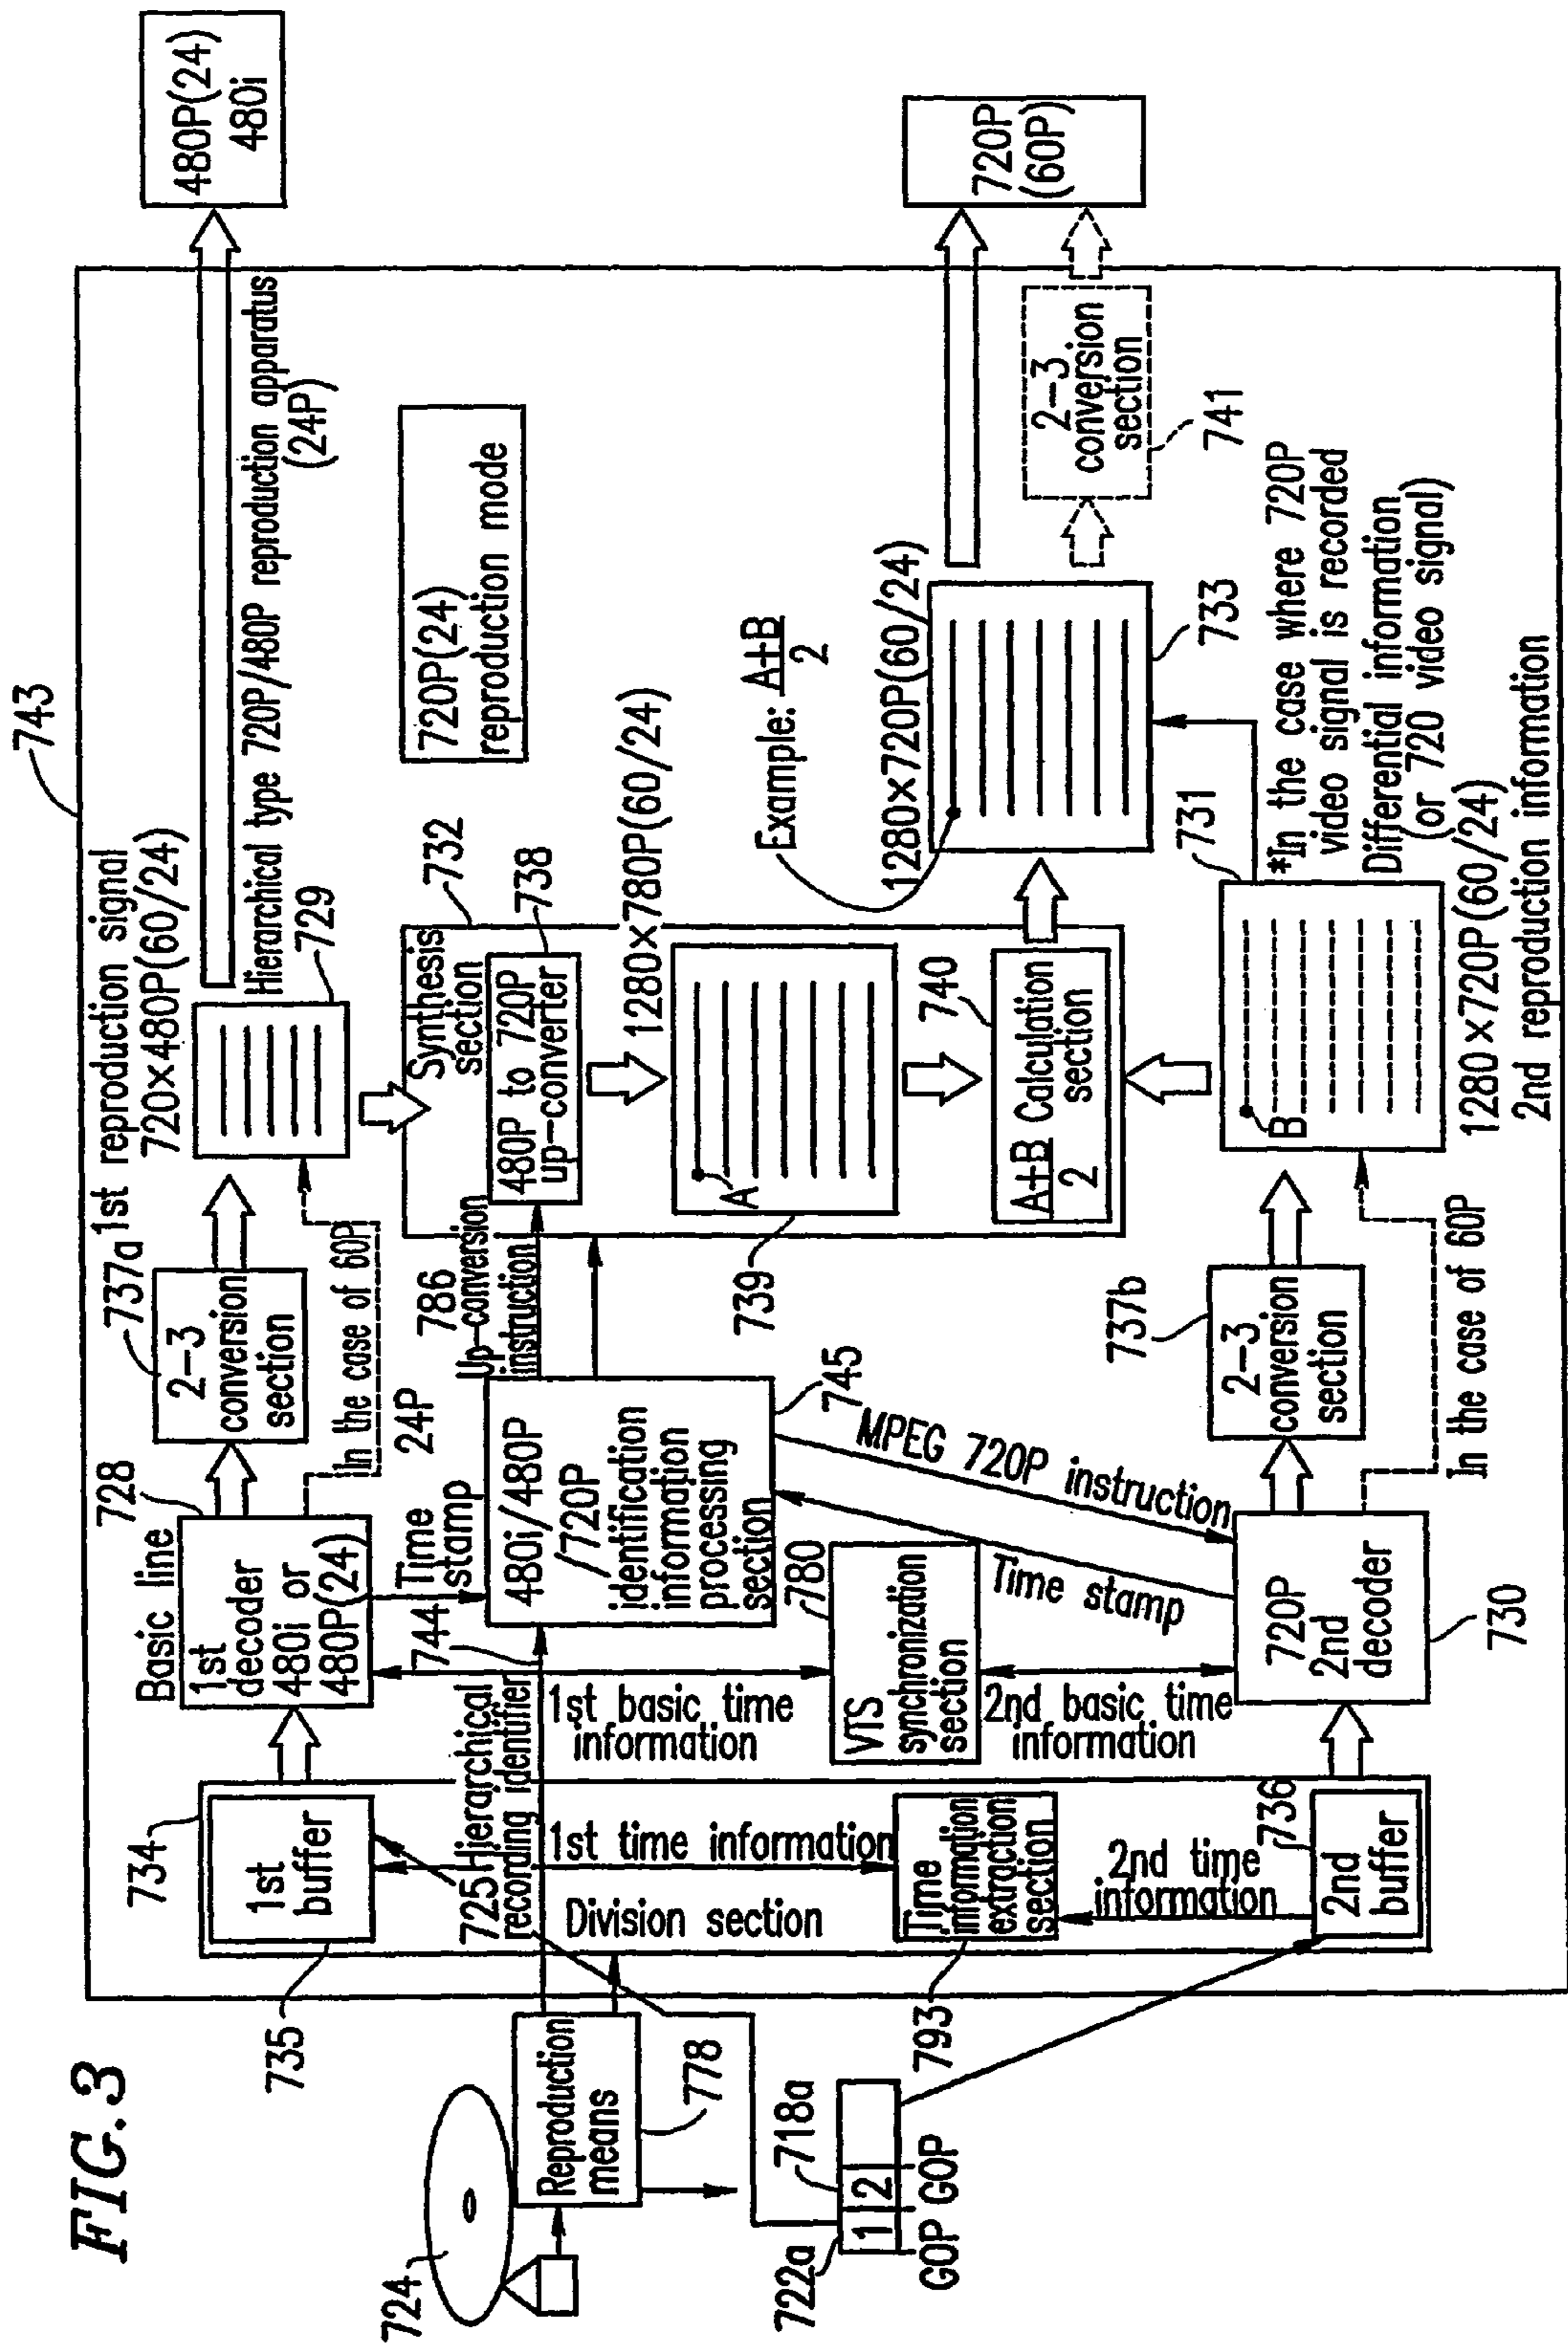 FIG.3
743
480P(24)
480i
1st reproduction signal
720×480P(60/24)
Hierarchical type 720P/480P reproduction apparatus
(24P)
729
737a
2-3
conversion
section
In the case of 60P
728
Basic line
1st
decoder
480i or
480P(24)
734
1st
buffer
735
720P(24)
reproduction mode
732
Synthesis
section
738
480P to 720P
up-converter
786
Up-conversion
instruction
24P
Time
stamp
744
480i/480P
/720P
identification
information
processing
section
745
725
Hierarchical
recording identifier
1st basic time
information
1st time information
Division section
724
Reproduction
means
778
1280×780P(60/24)
A
739
740
A+B
2
Calculation
section
Example: A+B
2
1280×720P(60/24)
733
720P
(60P)
2-3
conversion
section
741
MPEG 720P instruction
Time stamp
780
VTS
synchronization
section
2nd basic time
information
Time
information
extraction
section
793
2nd time
information
736
2nd
buffer
718a
722a
1
2
GOP GOP
731
*In the case where 720P
video signal is recorded
Differential information
(or 720 video signal)
B
1280×720P(60/24)
2nd reproduction information
737b
2-3
conversion
section
In the case of 60P
720P
2nd
decoder
730